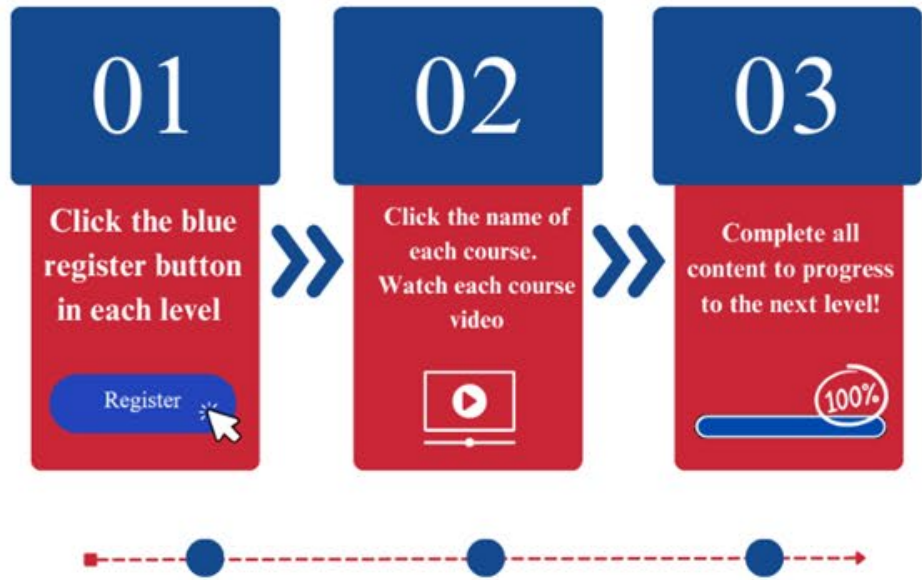 01
Click the blue
register button
in each level
Register
02
Click the name of
each course.
Watch each course
video
03
Complete all
content to progress
to the next level!
100%